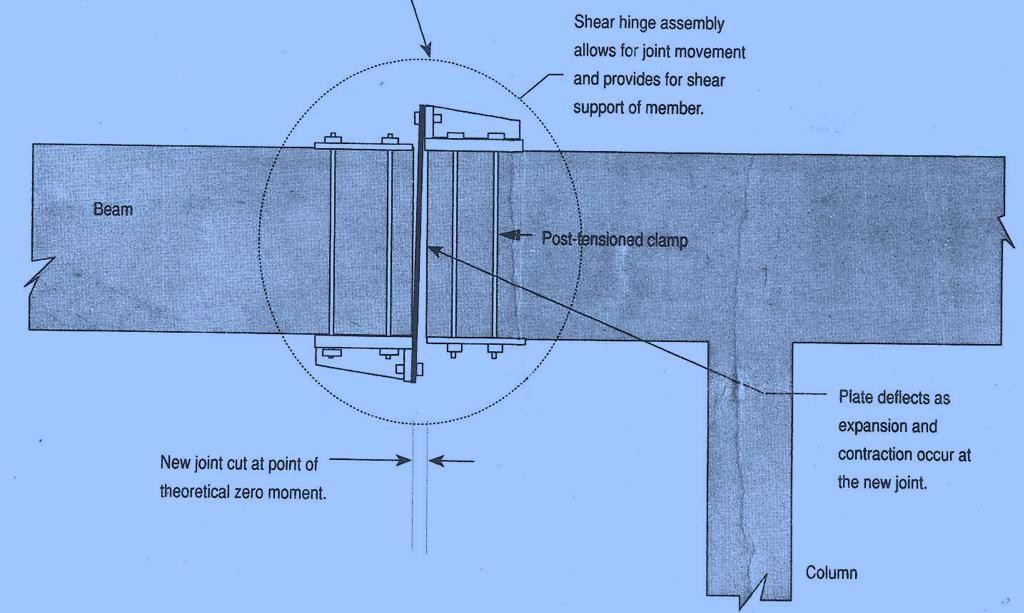 Shear hinge assembly
allows for joint movement
and provides for shear
support of member.
Beam
Post-tensioned clamp
Plate deflects as
expansion and
contraction occur at
the new joint.
New joint cut at point of
theoretical zero moment.
Column